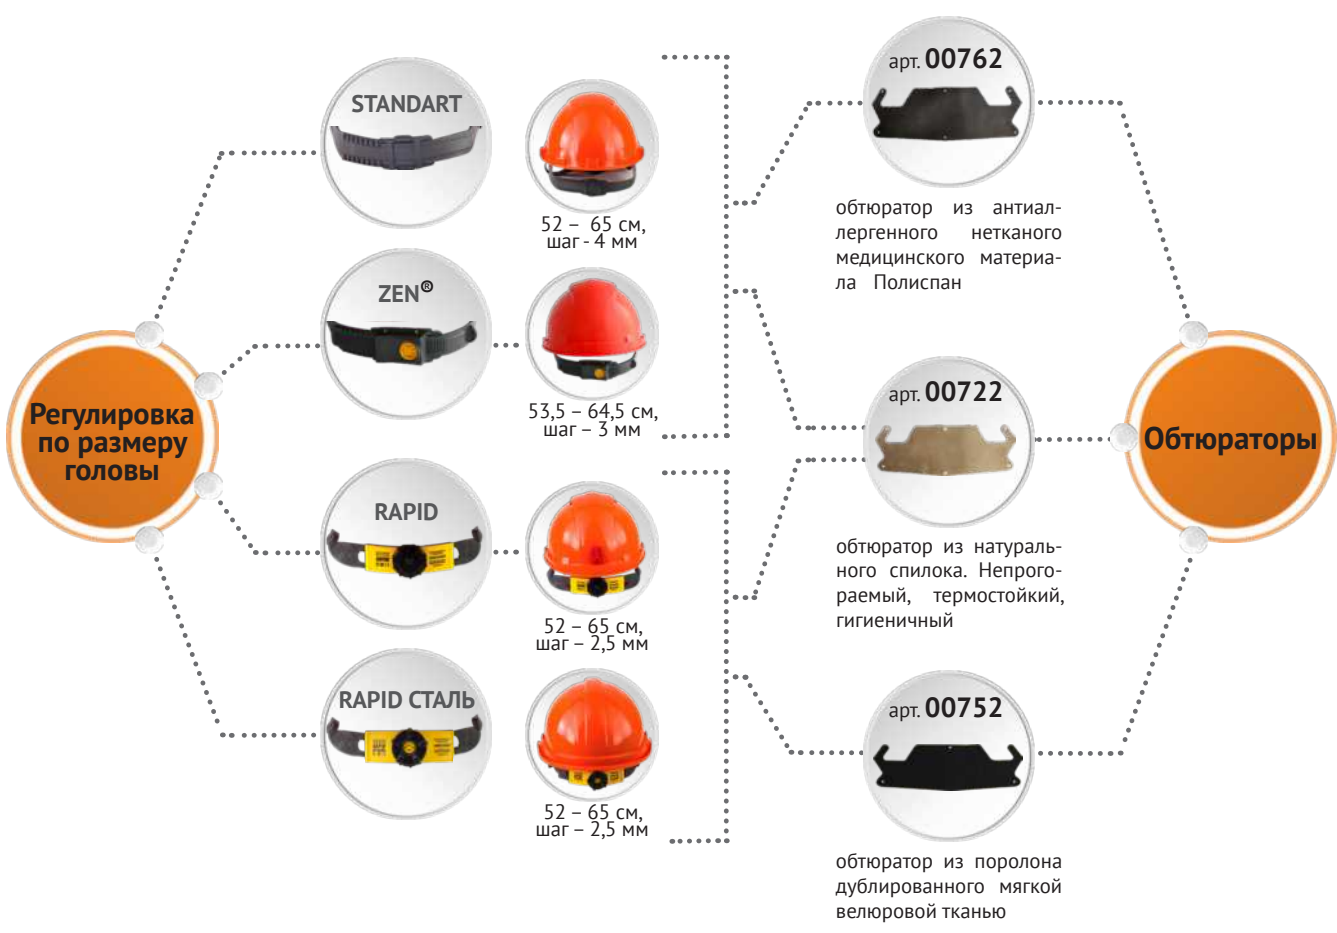 Регулировка
по размеру
головы
STANDART
52 –  65 см,
шаг - 4 мм
ZEN®
53,5 – 64,5 см,
шаг – 3 мм
RAPID
52 – 65 см,
шаг – 2,5 мм
RAPID СТАЛЬ
52 – 65 см,
шаг – 2,5 мм
арт. 00762
обтюратор из антиал-
лергенного нетканого
медицинского материа-
ла Полиспан
арт. 00722
обтюратор из натураль-
ного спилока. Непрого-
раемый, термостойкий,
гигиеничный
арт. 00752
обтюратор из поролона
дублированного мягкой
велюровой тканью
Обтюраторы